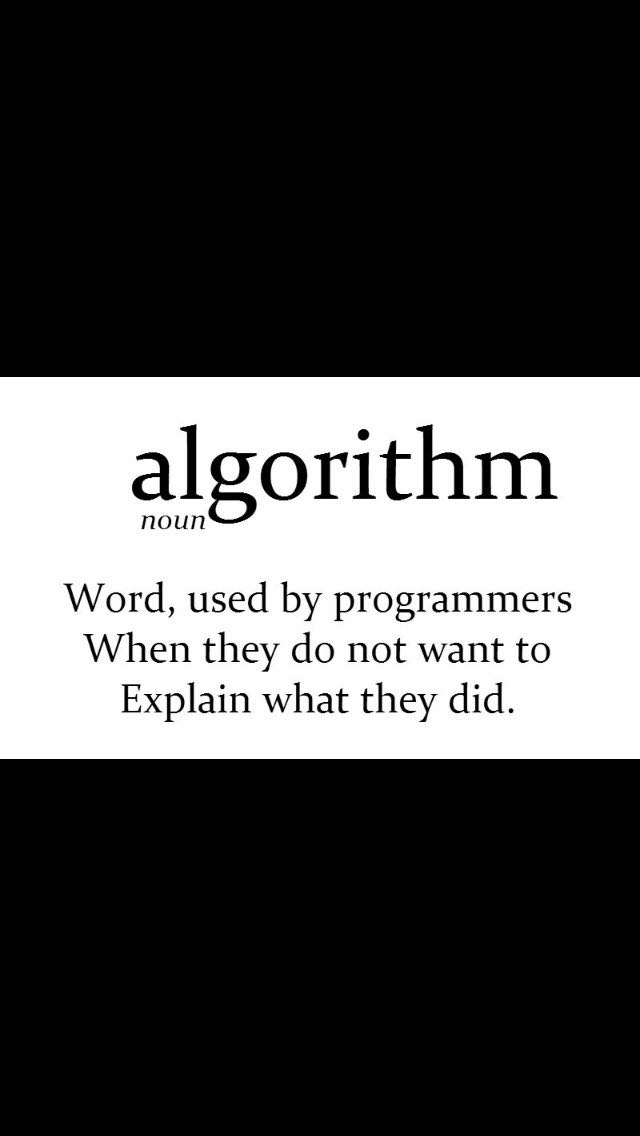 algorithm
noun
Word, used by programmers
When they do not want to
Explain what they did.